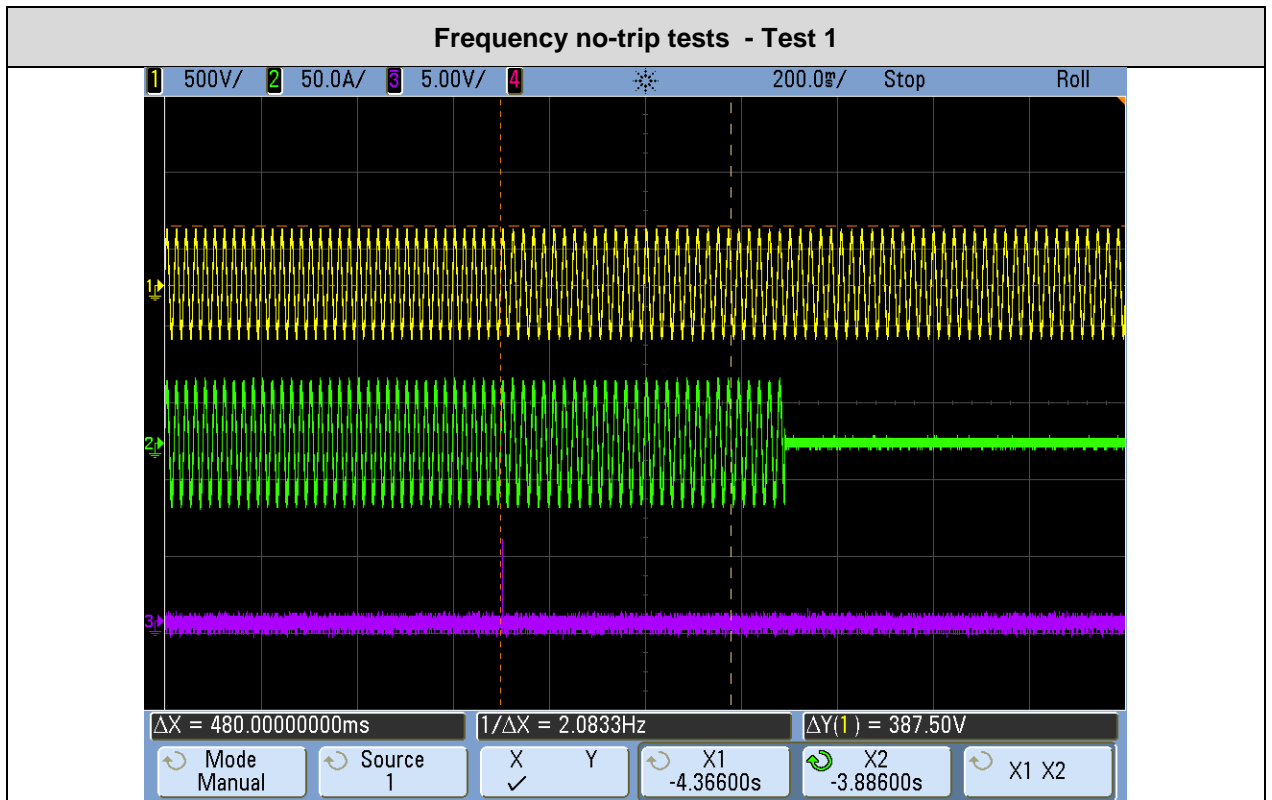 Frequency no-trip tests - Test 1
1 500V/ 2 50.0A/ 3 5.00V/ 4 200.0ms/ Stop Roll
1
2
3
ΔX = 480.00000000ms 1/ΔX = 2.0833Hz ΔY(1) = 387.50V
Mode Source X Y X1 X2 X1 X2
Manual 1 ✓ -4.36600s -3.88600s